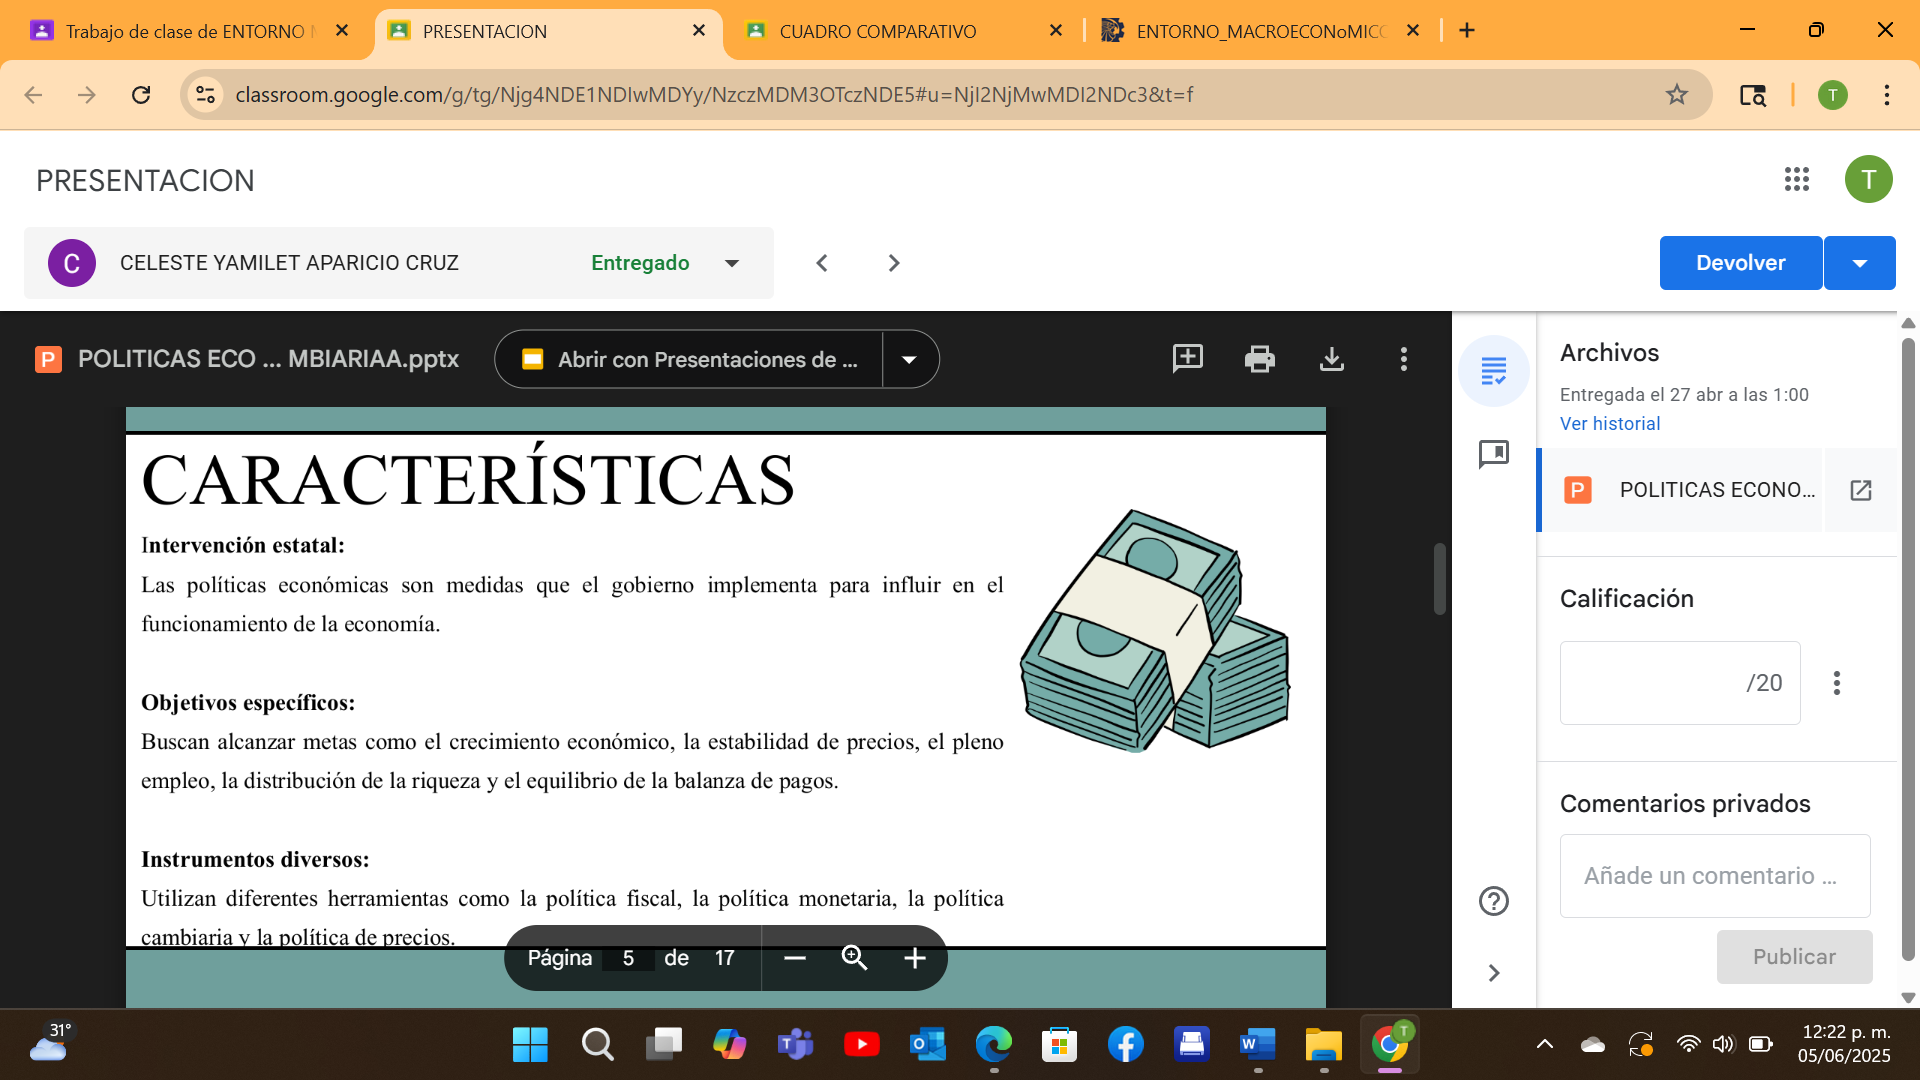 Trabajo de clase de ENTORNO
PRESENTACION
CUADRO COMPARATIVO
ENTORNO_MACROECONoMICO
classroom.google.com/g/tg/Njg4NDE1NDIwMDYy/NzczMDM3OTczNDE5#u=NjI2NjMwMDI2NDc3&t=f
T
PRESENTACION
T
C
CELESTE YAMILET APARICIO CRUZ
Entregado
Devolver
P
POLITICAS ECO ... MBIARIAA.pptx
Abrir con Presentaciones de ...
CARACTERÍSTICAS
Intervención estatal:
Las políticas económicas son medidas que el gobierno implementa para influir en el
funcionamiento de la economía.
Objetivos específicos:
Buscan alcanzar metas como el crecimiento económico, la estabilidad de precios, el pleno
empleo, la distribución de la riqueza y el equilibrio de la balanza de pagos.
Instrumentos diversos:
Utilizan diferentes herramientas como la política fiscal, la política monetaria, la política
cambiaria y la política de precios.
Página 5 de 17
Archivos
Entregada el 27 abr a las 1:00
Ver historial
P
POLITICAS ECONO...
Calificación
/20
Comentarios privados
Añade un comentario ...
Publicar
31°
12:22 p. m.
05/06/2025